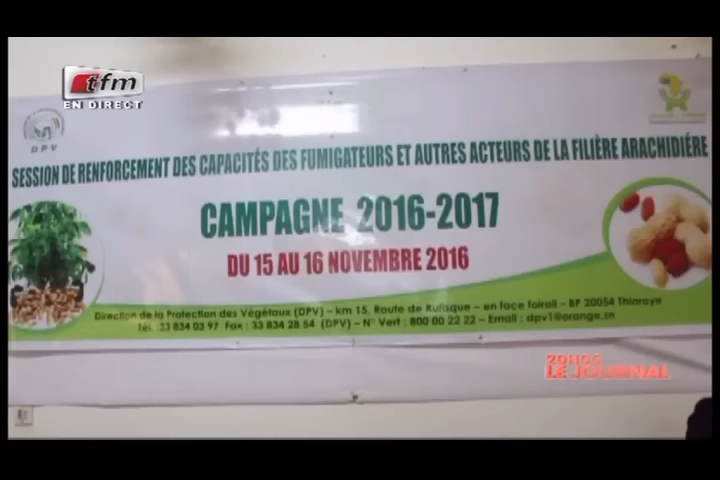 tfm
EN DIRECT
DPV
SESSION DE RENFORCEMENT DES CAPACITÉS DES FUMIGATEURS ET AUTRES ACTEURS DE LA FILIÈRE ARACHIDIÉRE
CAMPAGNE 2016-2017
DU 15 AU 16 NOVEMBRE 2016
Direction de la Protection des Végétaux (DPV) – km 15, Route de Rufisque – en face foirail – BP 20054 Thiaroye
Tél : 33 834 03 97 Fax : 33 834 28 54 (DPV) – N° Vert : 800 00 22 22 – Email : dpv1@orange.sn
20H00
LE JOURNAL